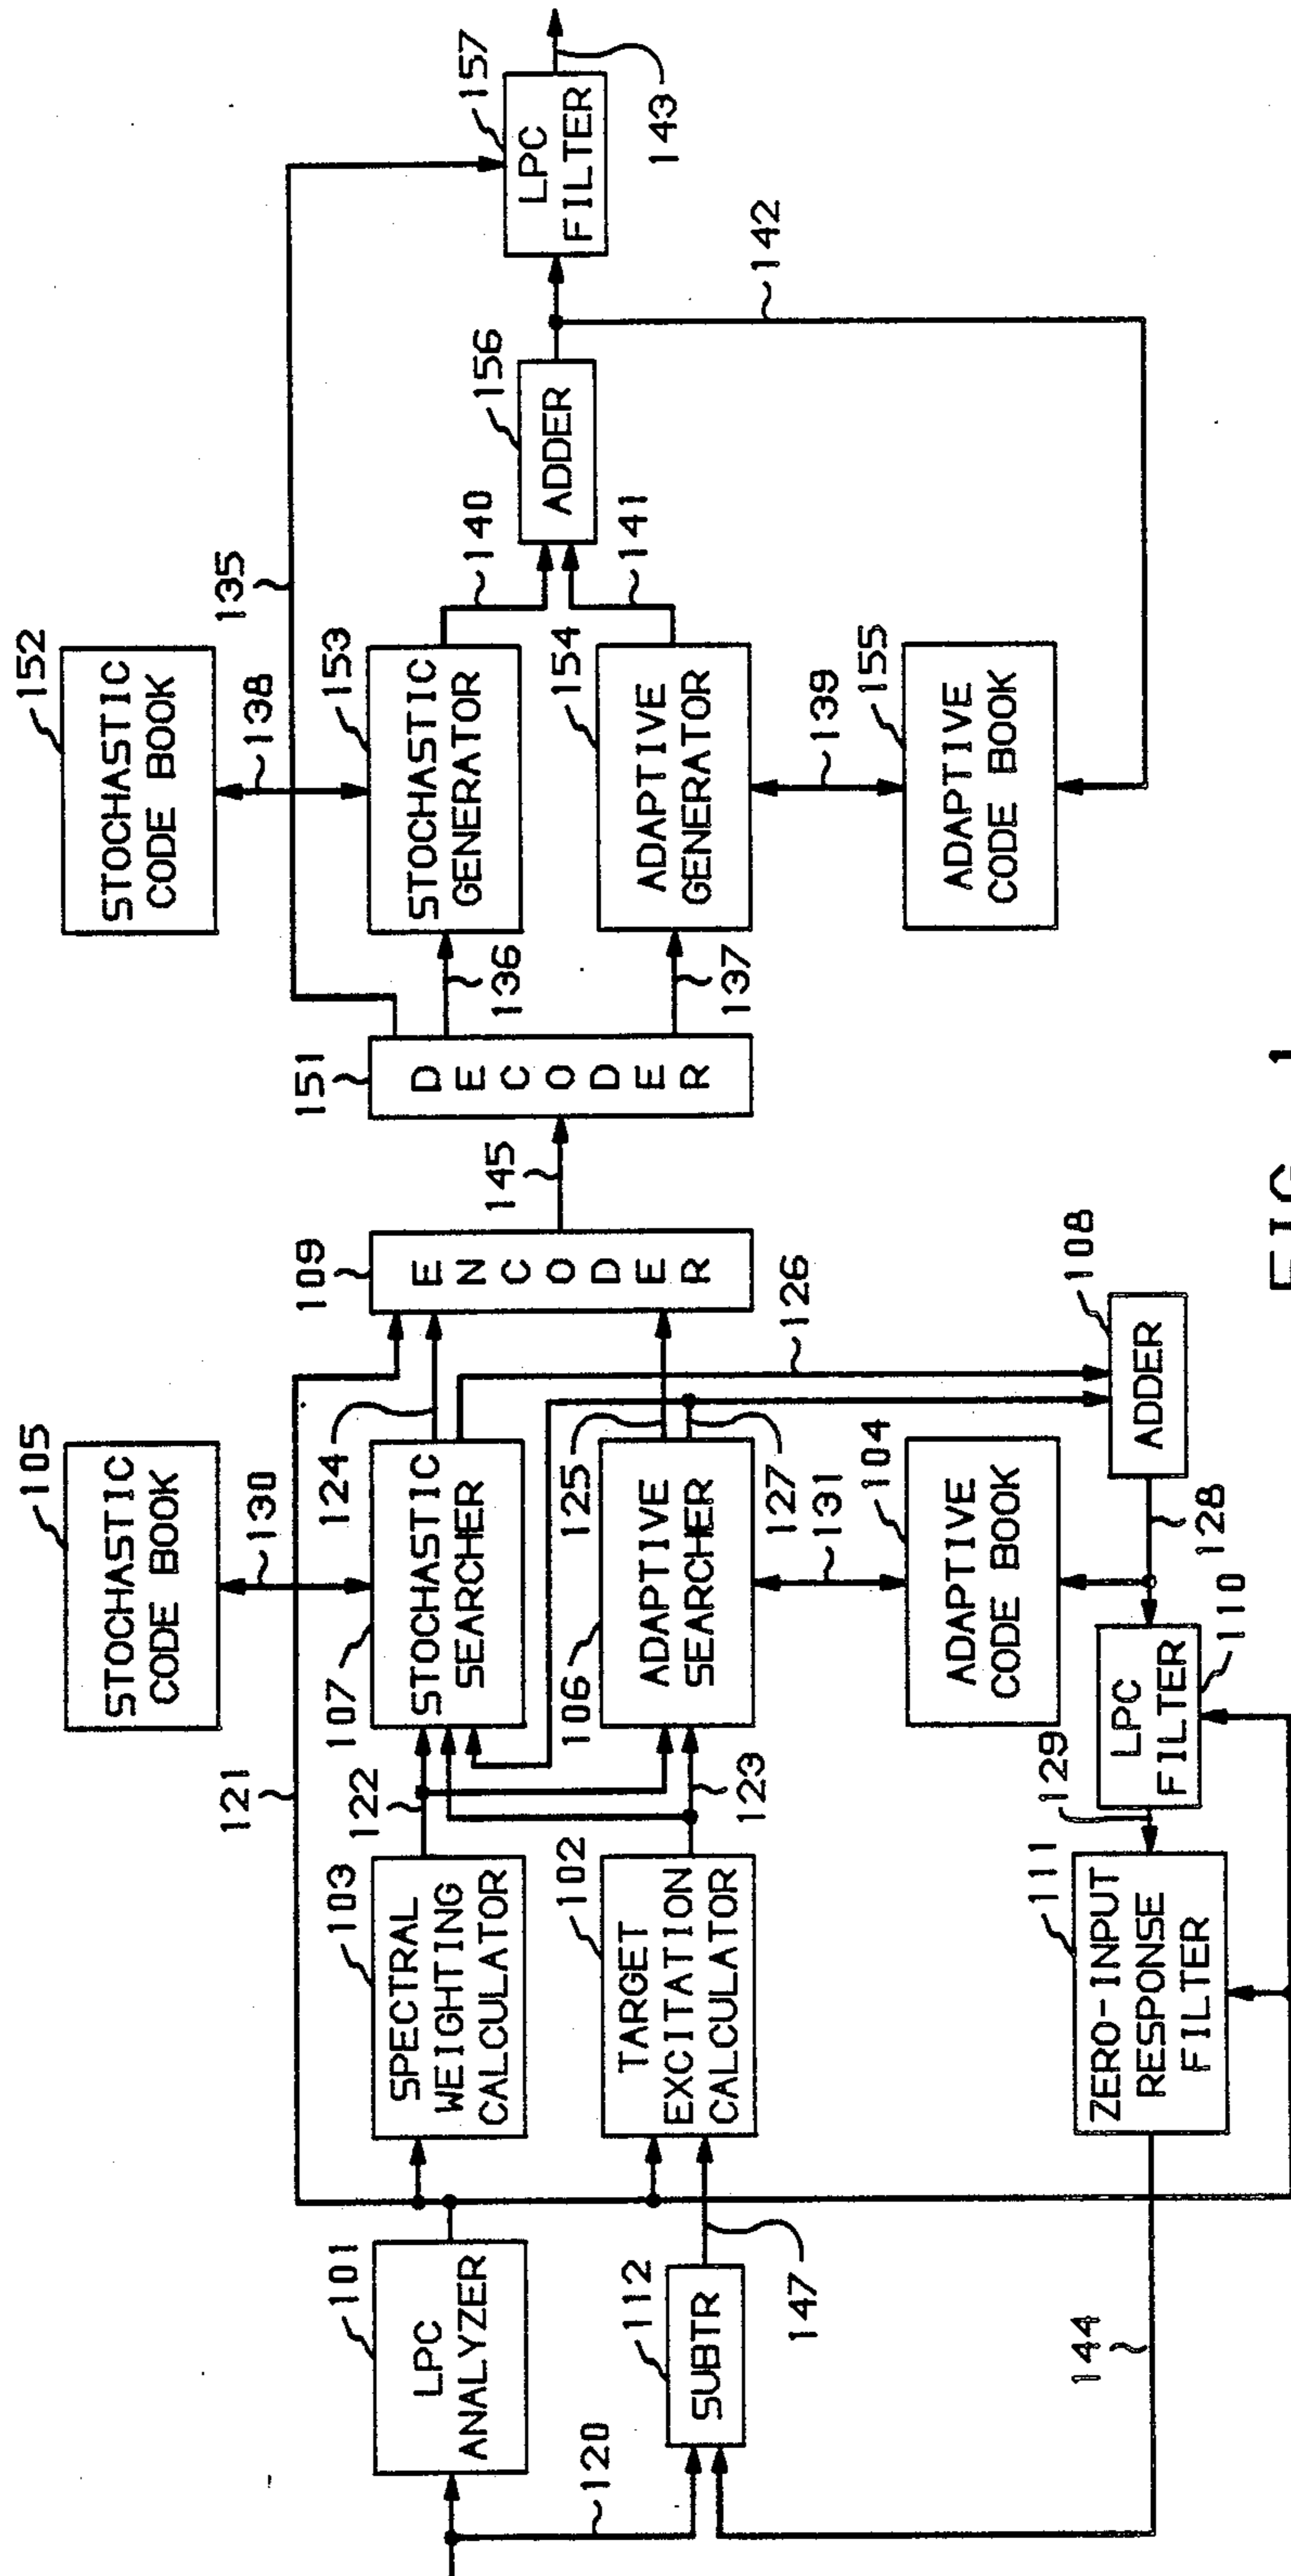 152
STOCHASTIC
CODE BOOK
138
135
153
STOCHASTIC
GENERATOR
136
140
154
ADAPTIVE
GENERATOR
137
141
139
155
ADAPTIVE
CODE BOOK
156
ADDER
157
LPC
FILTER
143
142
151
DECODER
145
109
ENCODER
105
STOCHASTIC
CODE BOOK
130
121
124
107
STOCHASTIC
SEARCHER
122
125
126
127
106
ADAPTIVE
SEARCHER
123
131
104
ADAPTIVE
CODE BOOK
108
ADDER
128
110
LPC
FILTER
129
111
ZERO-INPUT
RESPONSE
FILTER
103
SPECTRAL
WEIGHTING
CALCULATOR
102
TARGET
EXCITATION
CALCULATOR
101
LPC
ANALYZER
112
SUBTR
147
120
144
FIG. 1